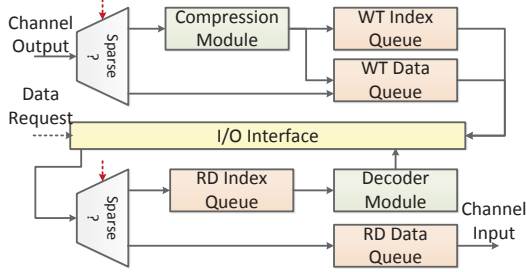 Channel
Output
Sparse
?
Compression
Module
WT Index
Queue
WT Data
Queue
Data
Request
I/O Interface
Sparse
?
RD Index
Queue
Decoder
Module
RD Data
Queue
Channel
Input